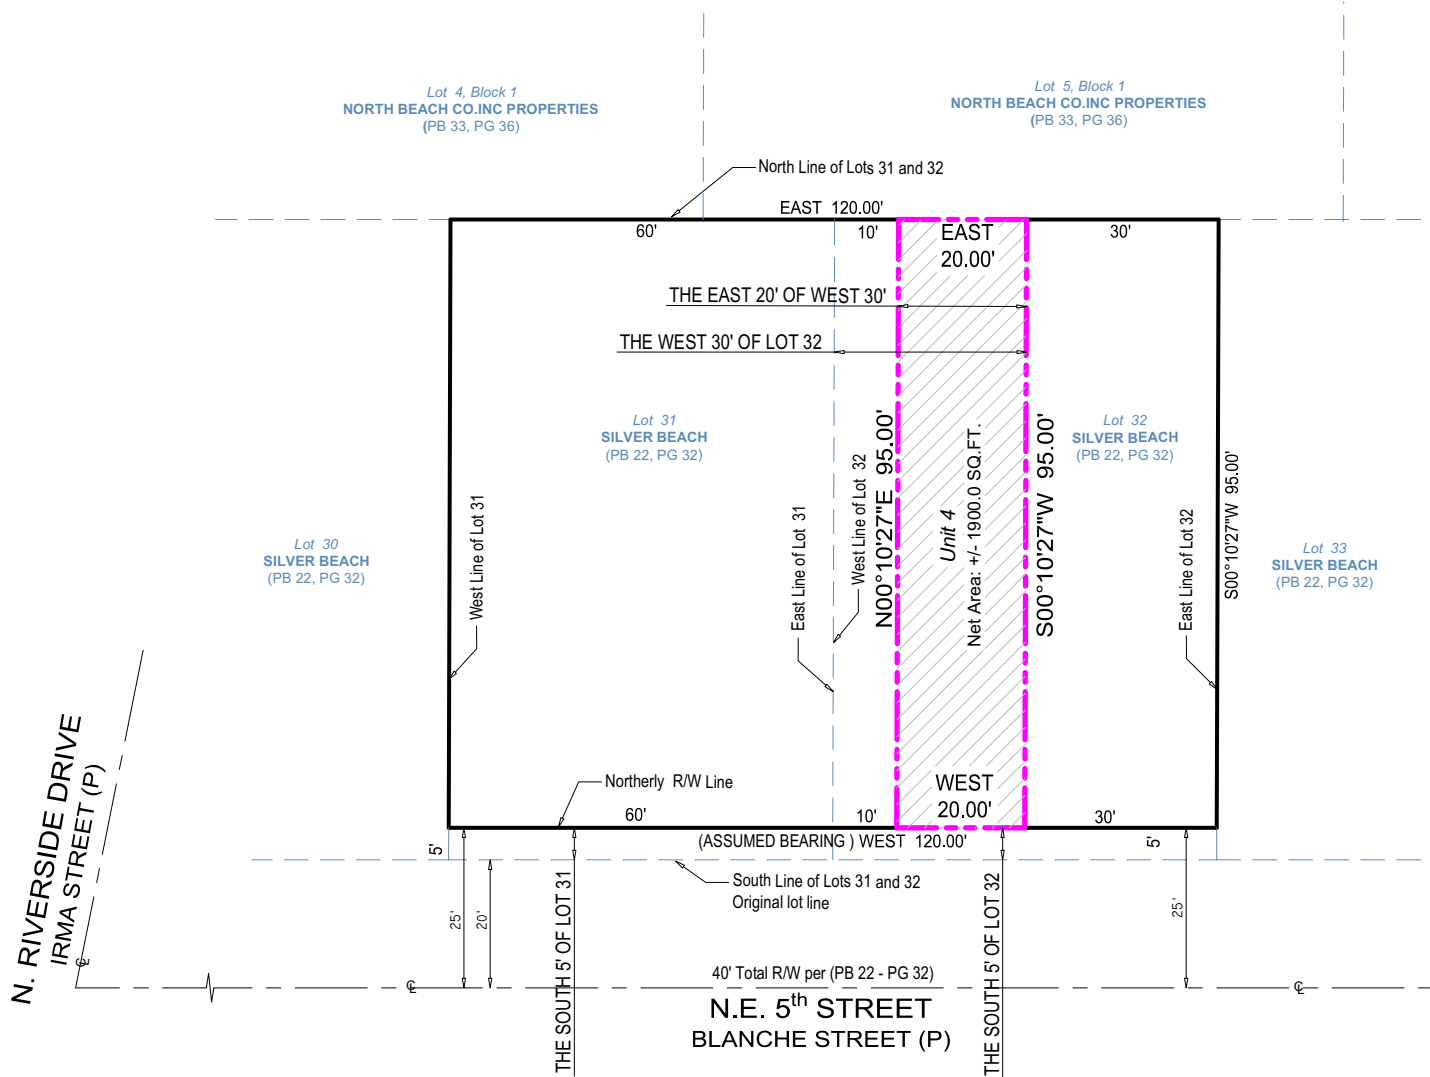 Lot 4, Block 1
NORTH BEACH CO.INC PROPERTIES
(PB 33, PG 36)
Lot 5, Block 1
NORTH BEACH CO.INC PROPERTIES
(PB 33, PG 36)
North Line of Lots 31 and 32
EAST 120.00'
60'
10'
EAST
20.00'
30'
THE EAST 20' OF WEST 30'
THE WEST 30' OF LOT 32
Lot 31
SILVER BEACH
(PB 22, PG 32)
Lot 32
SILVER BEACH
(PB 22, PG 32)
Lot 30
SILVER BEACH
(PB 22, PG 32)
Lot 33
SILVER BEACH
(PB 22, PG 32)
West Line of Lot 31
East Line of Lot 31
West Line of Lot 32
N00°10'27"E 95.00'
Unit 4
Net Area: +/- 1900.0 SQ.FT.
S00°10'27"W 95.00'
East Line of Lot 32
S00°10'27"W 95.00'
Northerly R/W Line
60'
10'
WEST
20.00'
30'
(ASSUMED BEARING ) WEST 120.00'
5'
5'
South Line of Lots 31 and 32
Original lot line
25'
20'
25'
THE SOUTH 5' OF LOT 31
THE SOUTH 5' OF LOT 32
N. RIVERSIDE DRIVE
IRMA STREET (P)
℄
℄
℄
40' Total R/W per (PB 22 - PG 32)
N.E. 5th STREET
BLANCHE STREET (P)